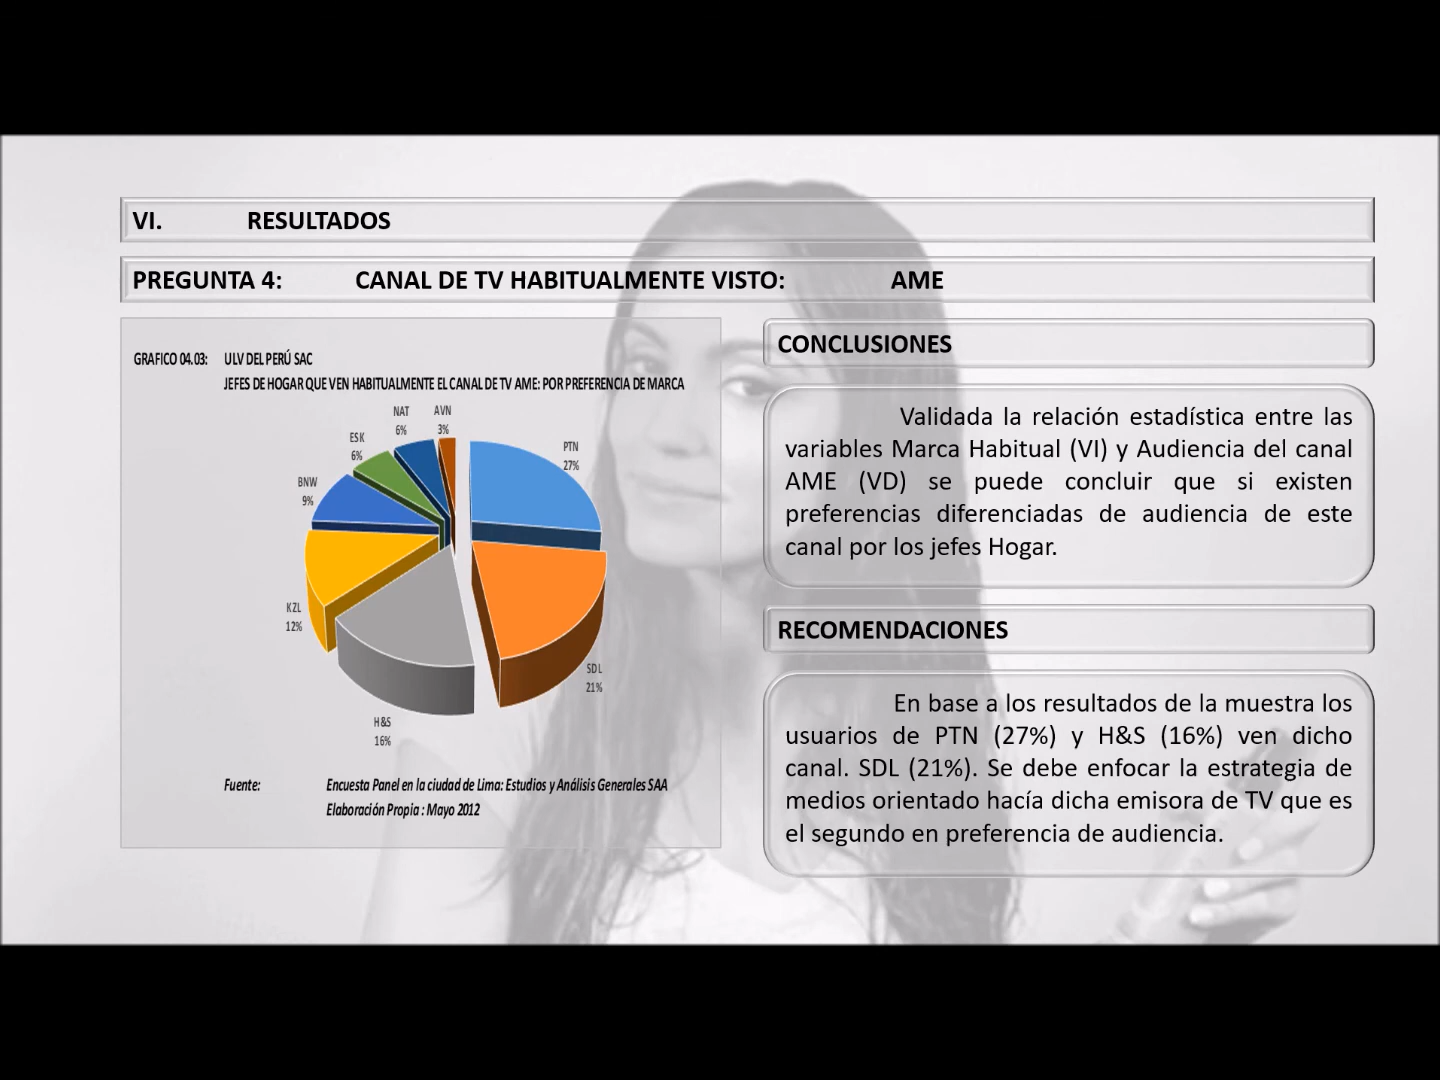 VI. RESULTADOS
PREGUNTA 4: CANAL DE TV HABITUALMENTE VISTO: AME
GRAFICO 04.03: ULV DEL PERÚ SAC
JEFES DE HOGAR QUE VEN HABITUALMENTE EL CANAL DE TV AME: POR PREFERENCIA DE MARCA
AVN
3%
NAT
6%
ESK
6%
BNW
9%
KZL
12%
H&S
16%
SDL
21%
PTN
27%
Fuente: Encuesta Panel en la ciudad de Lima: Estudios y Análisis Generales SAA
Elaboración Propia : Mayo 2012
CONCLUSIONES
Validada la relación estadística entre las
variables Marca Habitual (VI) y Audiencia del canal
AME (VD) se puede concluir que si existen
preferencias diferenciadas de audiencia de este
canal por los jefes Hogar.
RECOMENDACIONES
En base a los resultados de la muestra los
usuarios de PTN (27%) y H&S (16%) ven dicho
canal. SDL (21%). Se debe enfocar la estrategia de
medios orientado hacía dicha emisora de TV que es
el segundo en preferencia de audiencia.